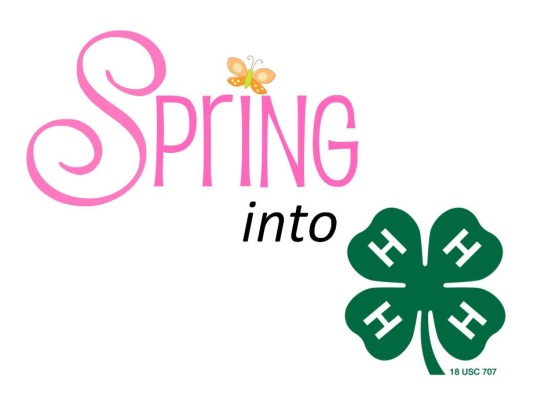 Spring
into
H H
H H
18 USC 707